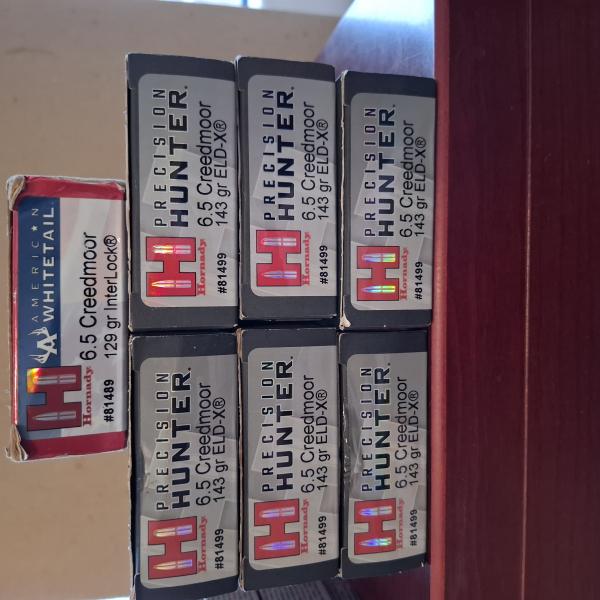 AMERIC★N
WHITETAIL.
Hornady
6.5 Creedmoor
129 gr InterLock®
#81489
PRECISION
HUNTER.
Hornady
6.5 Creedmoor
143 gr ELD-X®
#81499
PRECISION
HUNTER.
Hornady
6.5 Creedmoor
143 gr ELD-X®
#81499
PRECISION
HUNTER.
Hornady
6.5 Creedmoor
143 gr ELD-X®
#81499
PRECISION
HUNTER.
Hornady
6.5 Creedmoor
143 gr ELD-X®
#81499
PRECISION
HUNTER.
Hornady
6.5 Creedmoor
143 gr ELD-X®
#81499
PRECISION
HUNTER.
Hornady
6.5 Creedmoor
143 gr ELD-X®
#81499